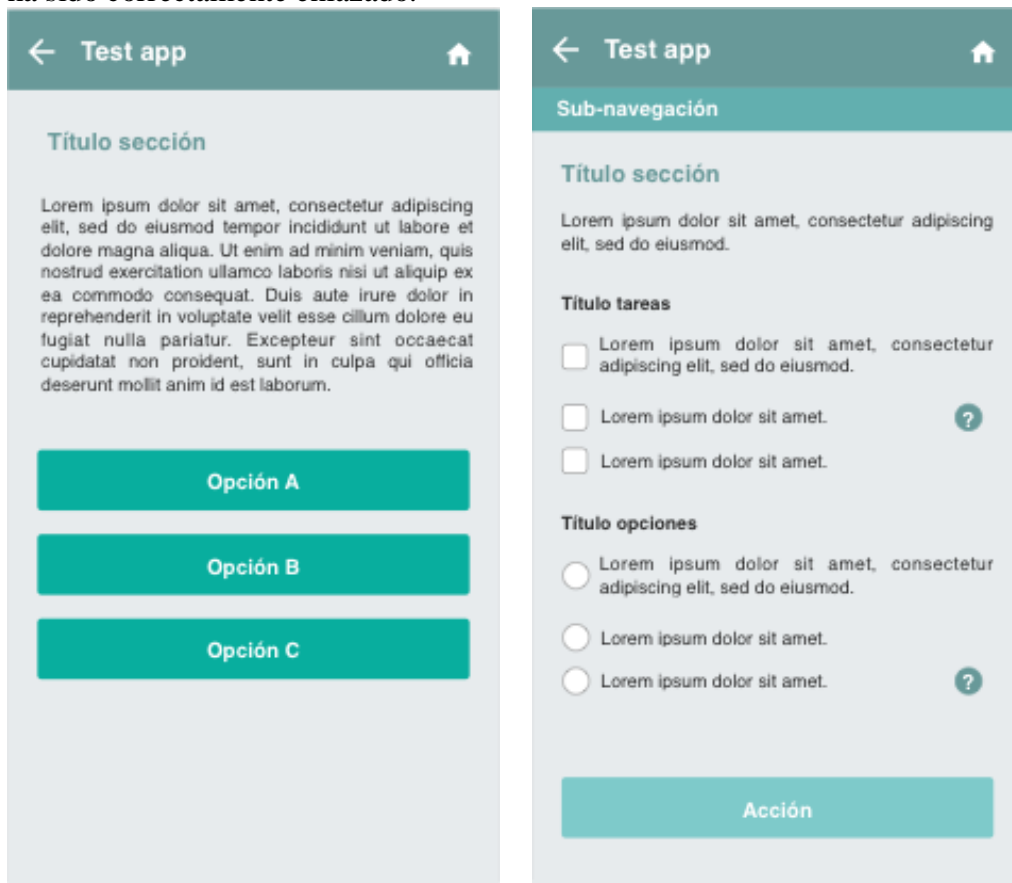 Test app
Título sección
Lorem ipsum dolor sit amet, consectetur adipiscing
elit, sed do eiusmod tempor incididunt ut labore et
dolore magna aliqua. Ut enim ad minim veniam, quis
nostrud exercitation ullamco laboris nisi ut aliquip ex
ea commodo consequat. Duis aute irure dolor in
reprehenderit in voluptate velit esse cillum dolore eu
fugiat nulla pariatur. Excepteur sint occaecat
cupidatat non proident, sunt in culpa qui officia
deserunt mollit anim id est laborum.
Opción A
Opción B
Opción C
Test app
Sub-navegación
Título sección
Lorem ipsum dolor sit amet, consectetur adipiscing
elit, sed do eiusmod.
Título tareas
Lorem ipsum dolor sit amet, consectetur
adipiscing elit, sed do eiusmod.
Lorem ipsum dolor sit amet. ?
Lorem ipsum dolor sit amet.
Título opciones
Lorem ipsum dolor sit amet, consectetur
adipiscing elit, sed do eiusmod.
Lorem ipsum dolor sit amet.
Lorem ipsum dolor sit amet. ?
Acción